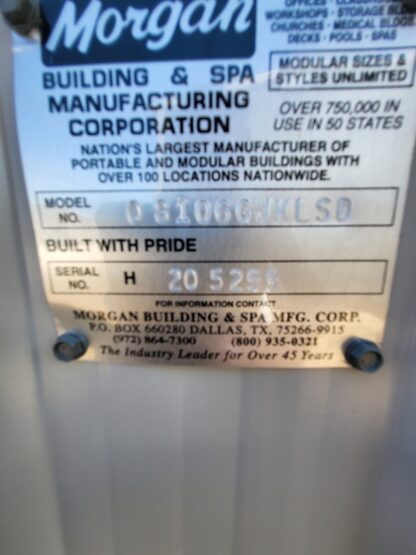 Morgan
OFFICES ·
WORKSHOPS · STORAGE BLDGS
CHURCHES · MEDICAL BLDGS
DECKS · POOLS · SPAS
BUILDING & SPA
MANUFACTURING
CORPORATION
MODULAR SIZES &
STYLES UNLIMITED
OVER 750,000 IN
USE IN 50 STATES
NATION'S LARGEST MANUFACTURER OF
PORTABLE AND MODULAR BUILDINGS WITH
OVER 100 LOCATIONS NATIONWIDE.
MODEL
NO.
BUILT WITH PRIDE
SERIAL
NO.
H
FOR INFORMATION CONTACT
MORGAN BUILDING & SPA MFG. CORP.
P.O. BOX 660280 DALLAS, TX, 75266-9915
(972) 864-7300 (800) 935-0321
The Industry Leader for Over 45 Years